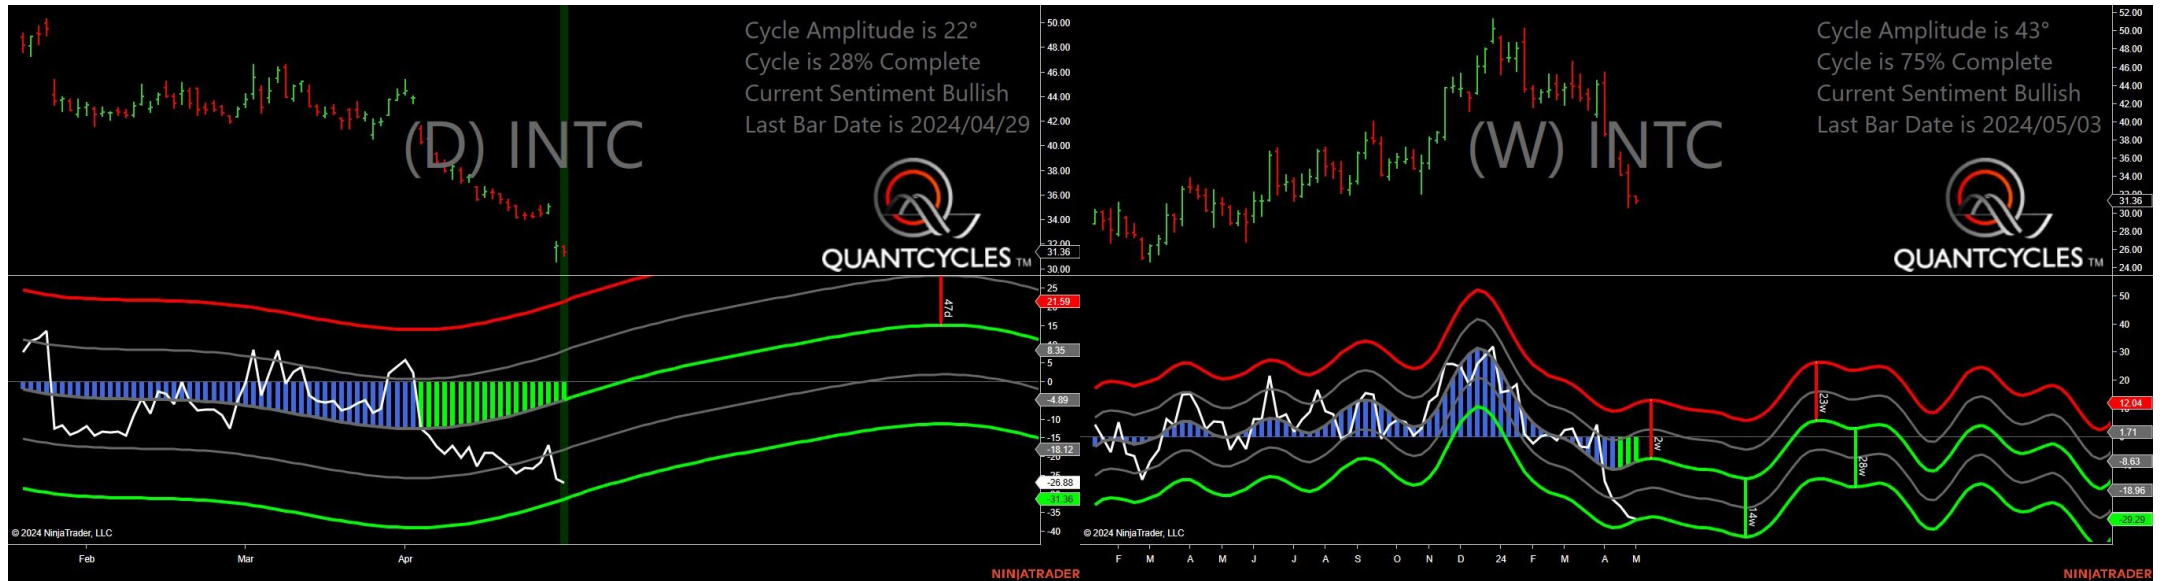 Cycle Amplitude is 22°
Cycle is 28% Complete
Current Sentiment Bullish
Last Bar Date is 2024/04/29
(D) INTC
QUANTCYCLES TM
50.00
48.00
46.00
44.00
42.00
40.00
38.00
36.00
34.00
32.00
31.36
30.00
25
21.59
15
8.35
5
0
-4.89
-10
-15
-18.12
-20
-26.88
-31.36
-35
-40
47d
© 2024 NinjaTrader, LLC
Feb Mar Apr
NINJATRADER
Cycle Amplitude is 43°
Cycle is 75% Complete
Current Sentiment Bullish
Last Bar Date is 2024/05/03
(W) INTC
QUANTCYCLES TM
52.00
50.00
48.00
46.00
44.00
42.00
40.00
38.00
36.00
34.00
31.36
30.00
28.00
26.00
24.00
50
40
30
20
12.04
1.71
-8.63
-18.96
-29.29
2w
14w
23w
28w
© 2024 NinjaTrader, LLC
F M A M J J A S O N D 24 F M A M
NINJATRADER